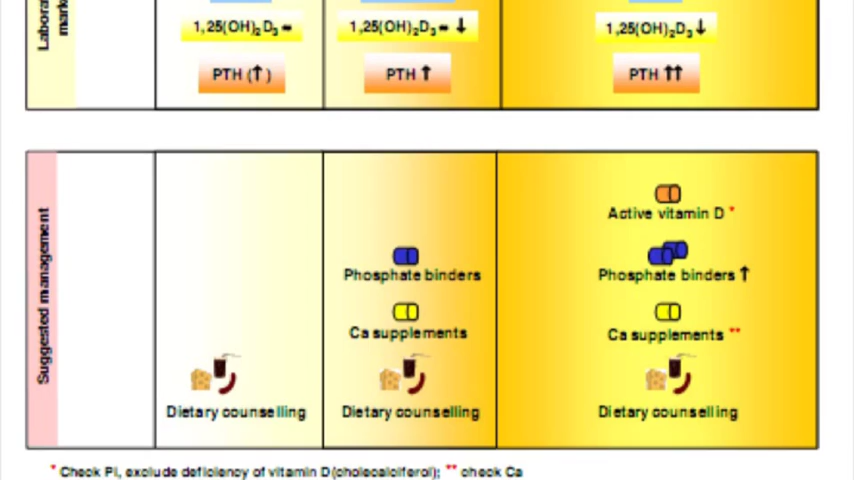 Labora
mark
1,25(OH)₂D₃ =
1,25(OH)₂D₃ = ↓
1,25(OH)₂D₃ ↓
PTH (↑)
PTH ↑
PTH ↑↑
Suggested management
Active vitamin D *
Phosphate binders
Phosphate binders ↑
Ca supplements
Ca supplements **
Dietary counselling
Dietary counselling
Dietary counselling
* Check Pi, exclude deficiency of vitamin D (cholecalciferol); ** check Ca